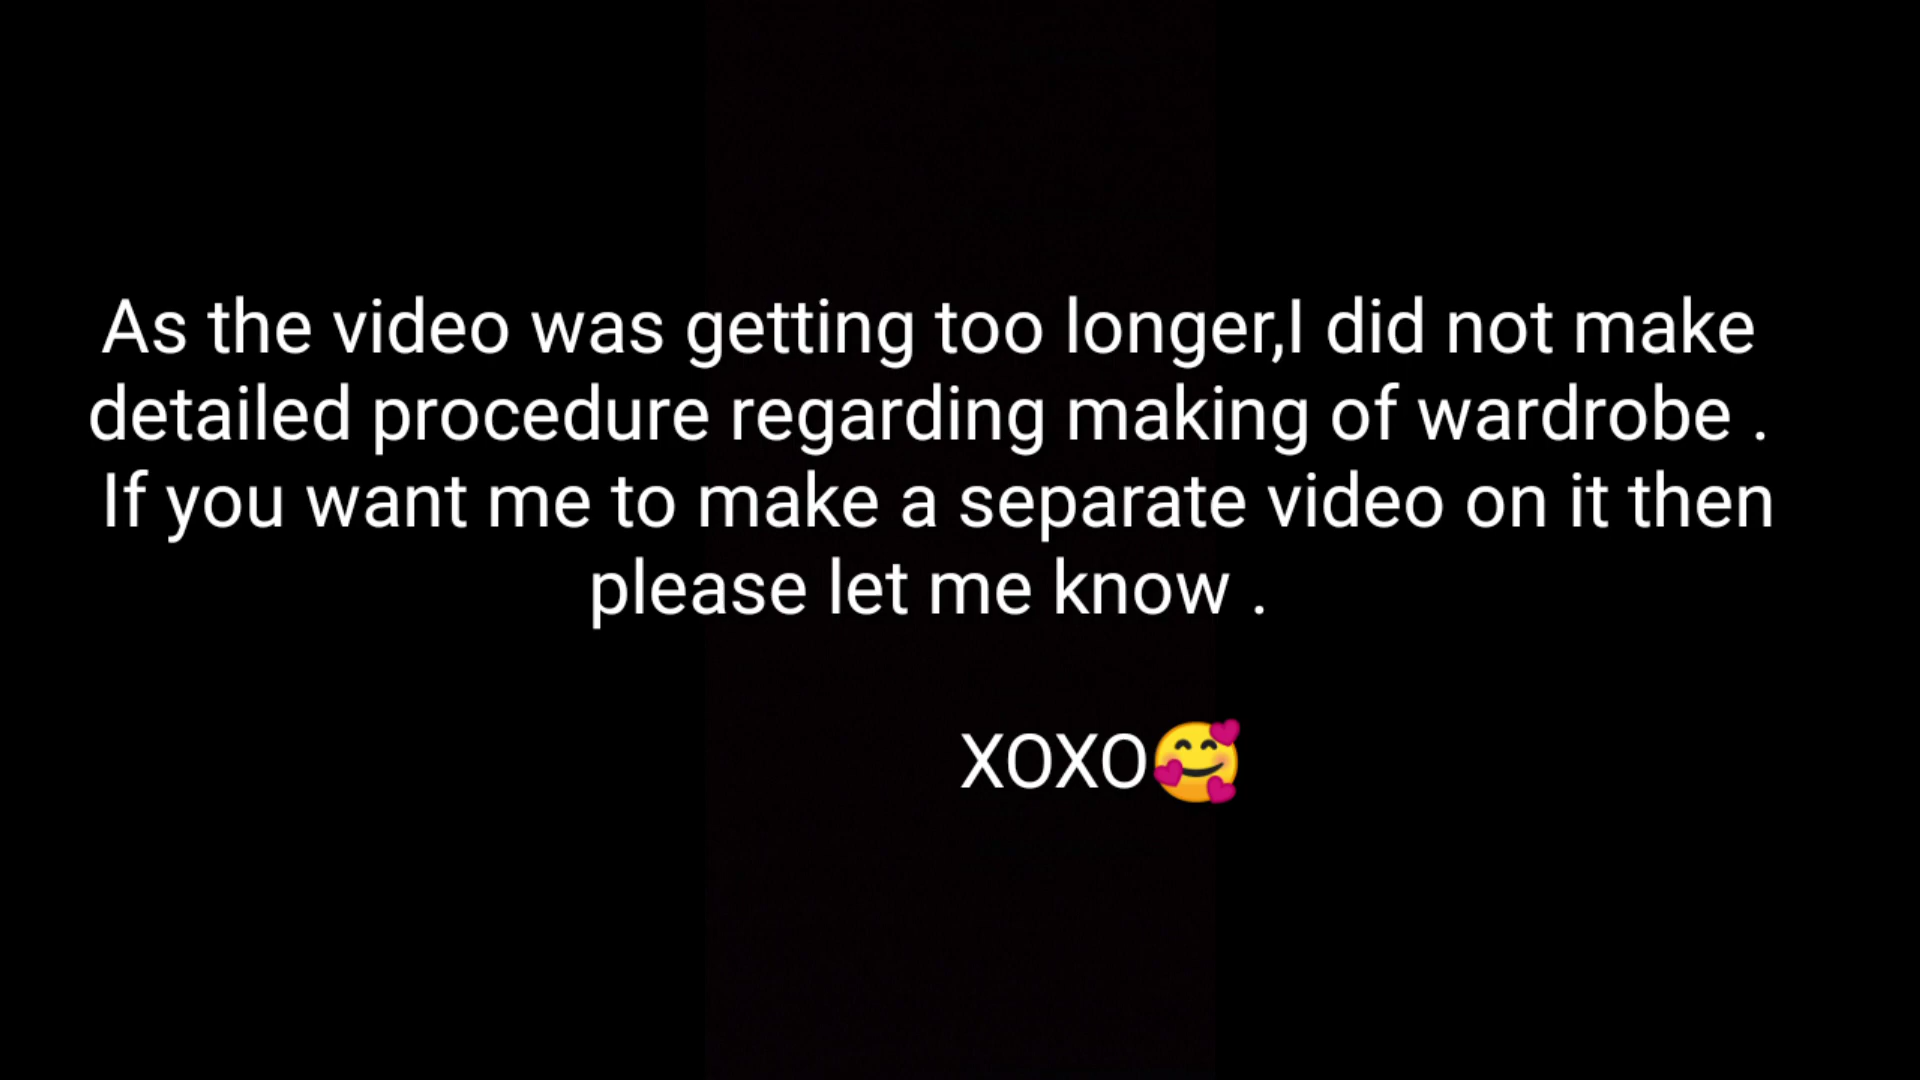 As the video was getting too longer,I did not make
detailed procedure regarding making of wardrobe .
If you want me to make a separate video on it then
please let me know .
XOXO🥰